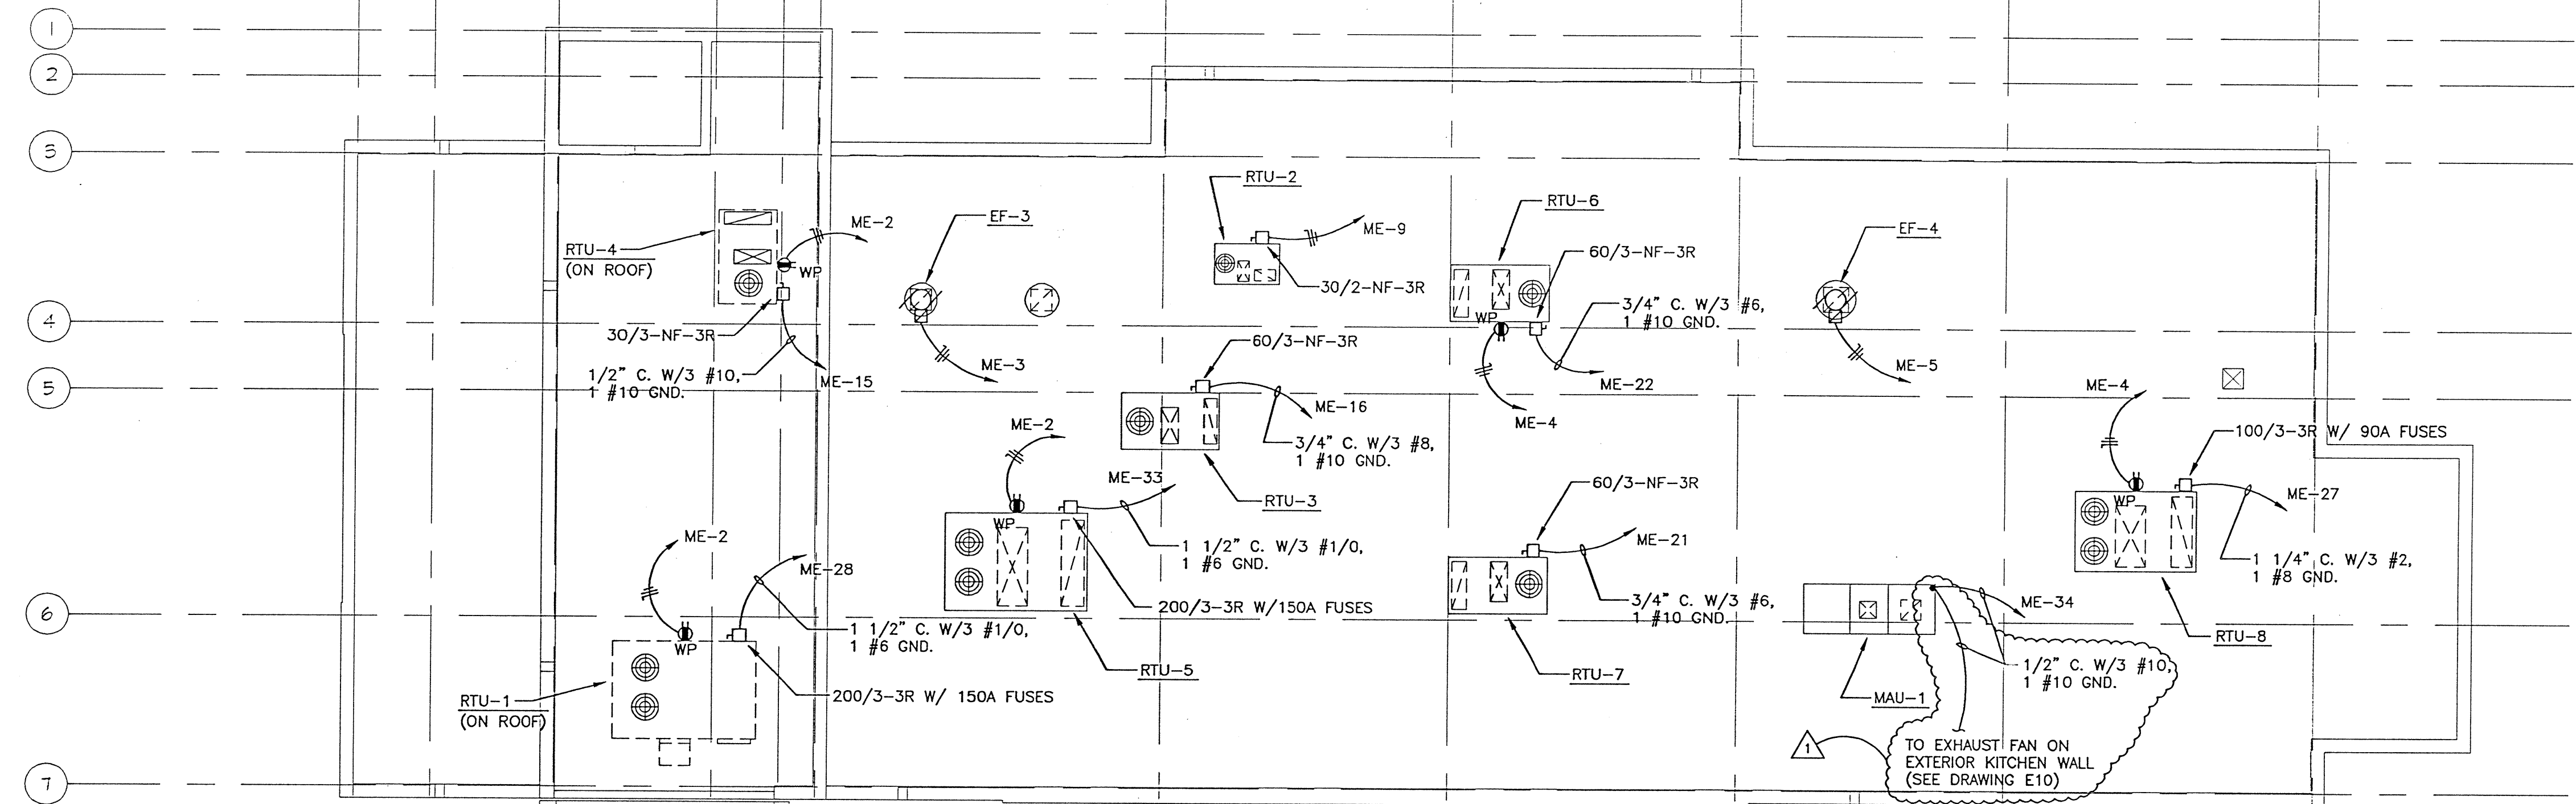 1
2
3
4
5
6
7
RTU-4
(ON ROOF)
ME-2
WP
30/3-NF-3R
1/2" C. W/3 #10,
1 #10 GND.
ME-15
EF-3
ME-3
RTU-2
ME-9
30/2-NF-3R
RTU-6
60/3-NF-3R
WP
3/4" C. W/3 #6,
1 #10 GND.
ME-22
ME-4
EF-4
ME-5
60/3-NF-3R
ME-16
3/4" C. W/3 #8,
1 #10 GND.
RTU-3
ME-2
ME-33
WP
1 1/2" C. W/3 #1/0,
1 #6 GND.
200/3-3R W/150A FUSES
RTU-5
ME-2
ME-28
WP
1 1/2" C. W/3 #1/0,
1 #6 GND.
200/3-3R W/ 150A FUSES
RTU-1
(ON ROOF)
60/3-NF-3R
ME-21
3/4" C. W/3 #6,
1 #10 GND.
RTU-7
ME-4
100/3-3R W/ 90A FUSES
WP
ME-27
1 1/4" C. W/3 #2,
1 #8 GND.
RTU-8
ME-34
1/2" C. W/3 #10,
1 #10 GND.
MAU-1
1
TO EXHAUST FAN ON
EXTERIOR KITCHEN WALL
(SEE DRAWING E10)